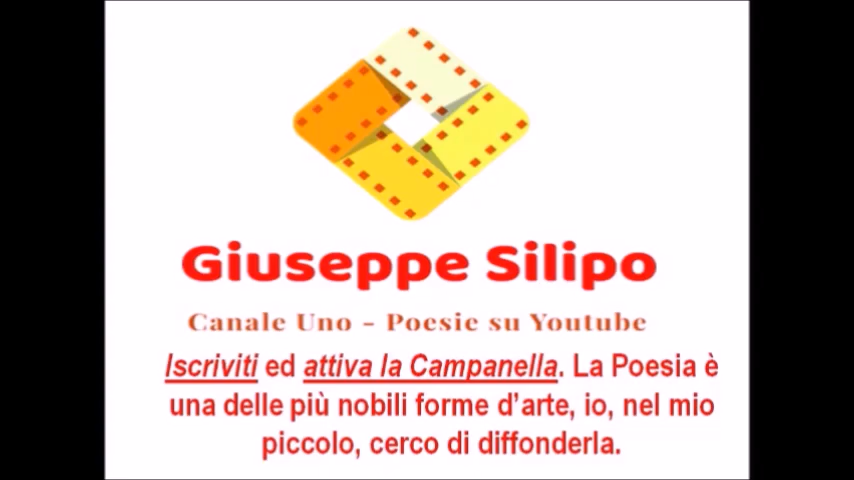 Giuseppe Silipo
Canale Uno - Poesie su Youtube
Iscriviti ed attiva la Campanella. La Poesia è
una delle più nobili forme d'arte, io, nel mio
piccolo, cerco di diffonderla.